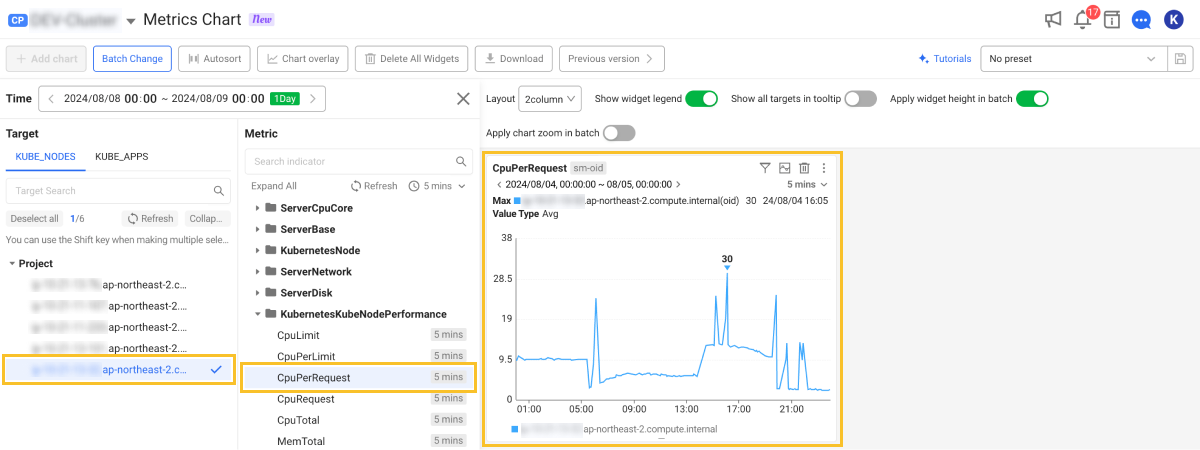 CP Metrics Chart New
17
K
Add chart
Batch Change
Autosort
Chart overlay
Delete All Widgets
Download
Previous version
Tutorials
No preset
Time 2024/08/08 00:00 ~ 2024/08/09 00:00 1Day
Layout 2column Show widget legend Show all targets in tooltip Apply widget height in batch
Apply chart zoom in batch
Target
KUBE_NODES KUBE_APPS
Target Search
Deselect all 1/6 Refresh Collap...
You can use the Shift key when making multiple sele...
Project
ap-northeast-2.c...
ap-northeast-2....
ap-northeast-2....
ap-northeast-2....
ap-northeast-2.c...
Metric
Search indicator
Expand All Refresh 5 mins
ServerCpuCore
ServerBase
KubernetesNode
ServerNetwork
ServerDisk
KubernetesKubeNodePerformance
CpuLimit 5 mins
CpuPerLimit 5 mins
CpuPerRequest 5 mins
CpuRequest 5 mins
CpuTotal 5 mins
MemTotal 5 mins
CpuPerRequest sm-oid
2024/08/04, 00:00:00 ~ 08/05, 00:00:00 5 mins
Max .ap-northeast-2.compute.internal(oid) 30 24/08/04 16:05
Value Type Avg
38
28.5
19
9.5
0
30
01:00 05:00 09:00 13:00 17:00 21:00
ap-northeast-2.compute.internal